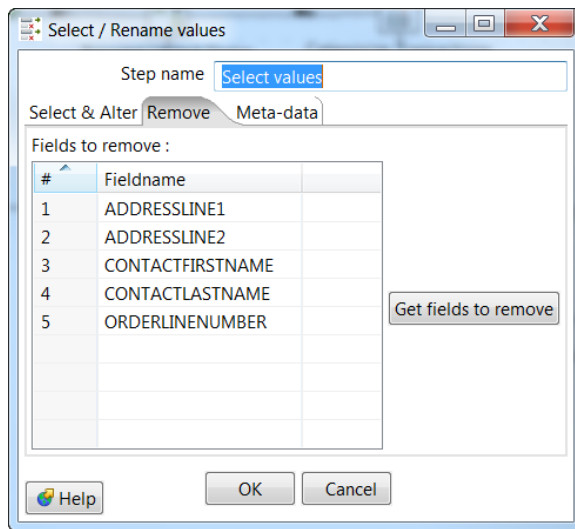 Select / Rename values
Step name Select values
Select & Alter Remove Meta-data
Fields to remove :
# Fieldname
1 ADDRESSLINE1
2 ADDRESSLINE2
3 CONTACTFIRSTNAME
4 CONTACTLASTNAME
5 ORDERLINENUMBER
Get fields to remove
Help OK Cancel